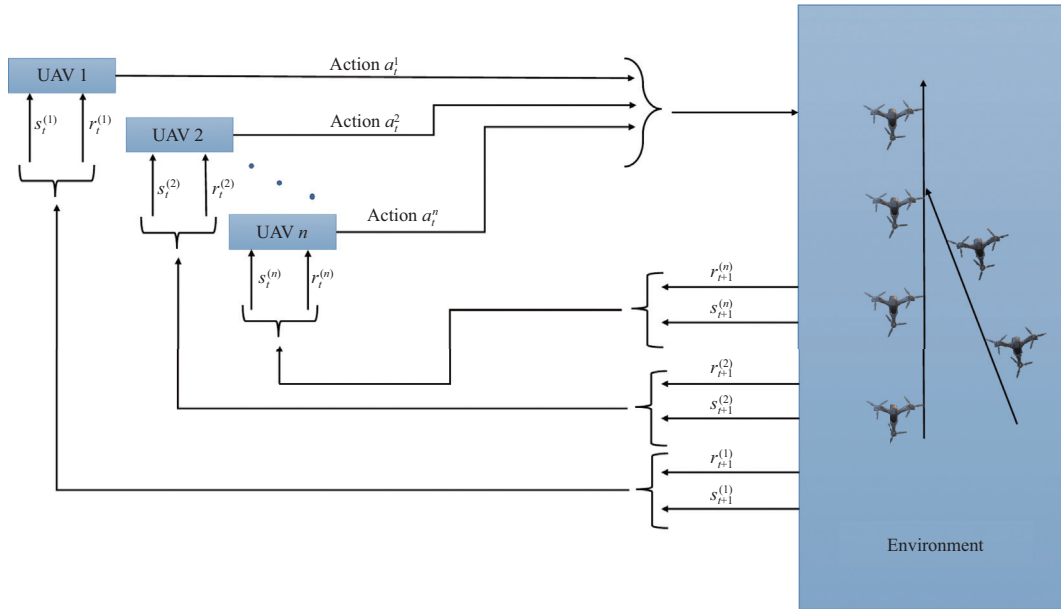 UAV 1
Action $a_t^1$
$s_t^{(1)}$ $r_t^{(1)}$
UAV 2
Action $a_t^2$
$s_t^{(2)}$ $r_t^{(2)}$
UAV $n$
Action $a_t^n$
$s_t^{(n)}$ $r_t^{(n)}$
$r_{t+1}^{(n)}$
$s_{t+1}^{(n)}$
$r_{t+1}^{(2)}$
$s_{t+1}^{(2)}$
$r_{t+1}^{(1)}$
$s_{t+1}^{(1)}$
Environment